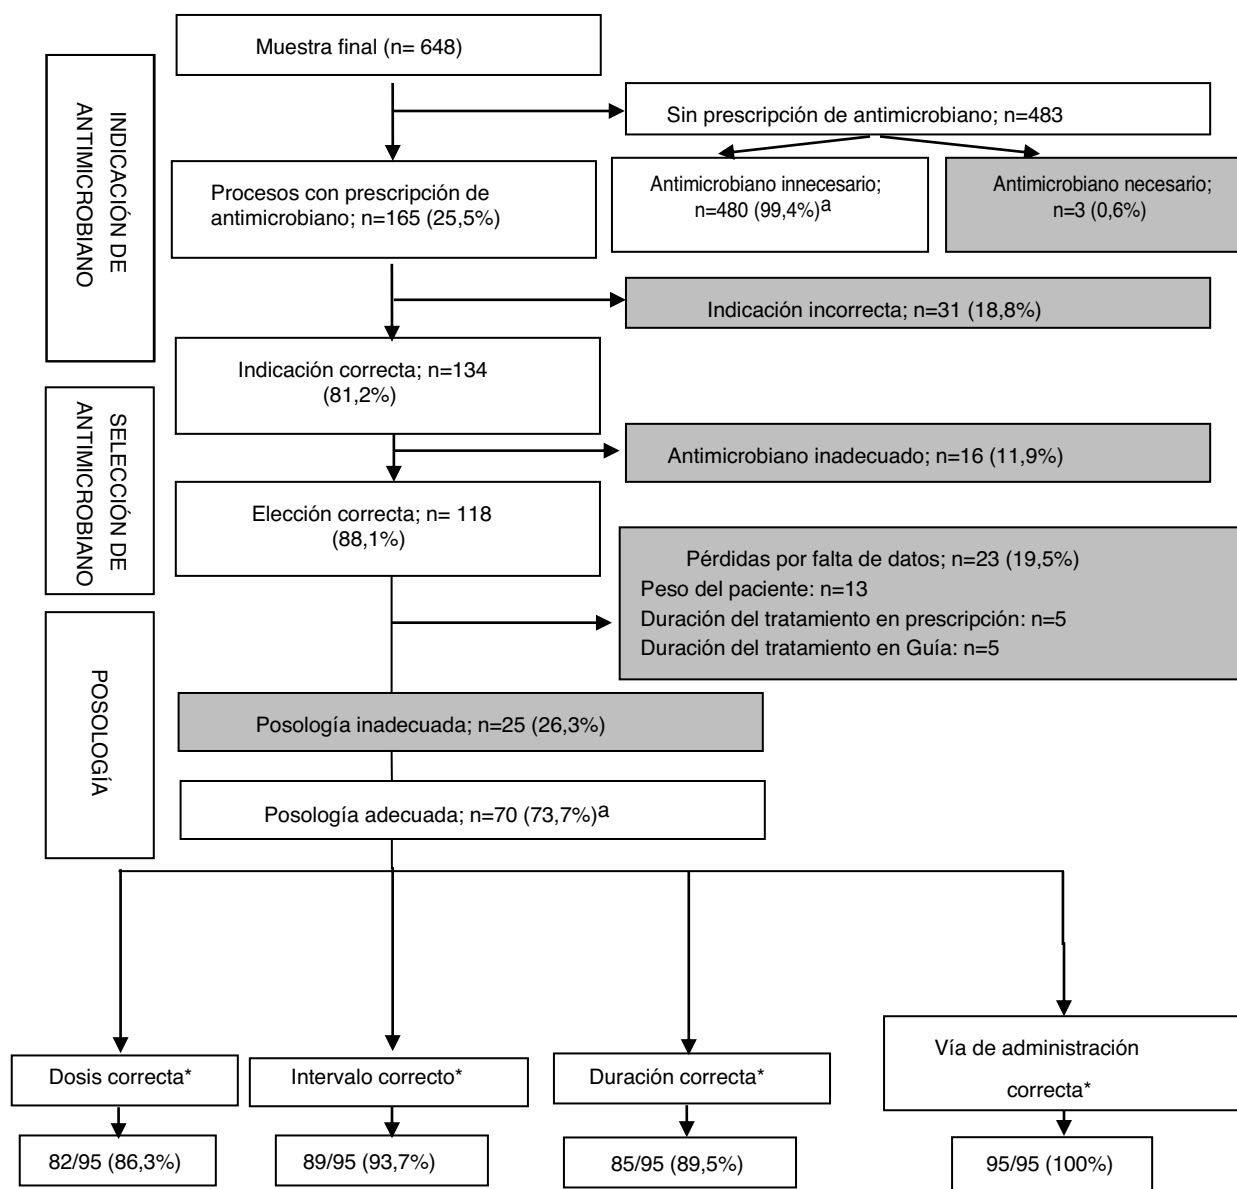 Muestra final (n= 648)
INDICACIÓN DE
ANTIMICROBIANO
Sin prescripción de antimicrobiano; n=483
Procesos con prescripción de
antimicrobiano; n=165 (25,5%)
Antimicrobiano innecesario;
n=480 (99,4%)a
Antimicrobiano necesario;
n=3 (0,6%)
Indicación incorrecta; n=31 (18,8%)
Indicación correcta; n=134
(81,2%)
SELECCIÓN DE
ANTIMICROBIANO
Antimicrobiano inadecuado; n=16 (11,9%)
Elección correcta; n= 118
(88,1%)
Pérdidas por falta de datos; n=23 (19,5%)
Peso del paciente: n=13
Duración del tratamiento en prescripción: n=5
Duración del tratamiento en Guía: n=5
POSOLOGÍA
Posología inadecuada; n=25 (26,3%)
Posología adecuada; n=70 (73,7%)a
Dosis correcta*
Intervalo correcto*
Duración correcta*
Vía de administración
correcta*
82/95 (86,3%)
89/95 (93,7%)
85/95 (89,5%)
95/95 (100%)